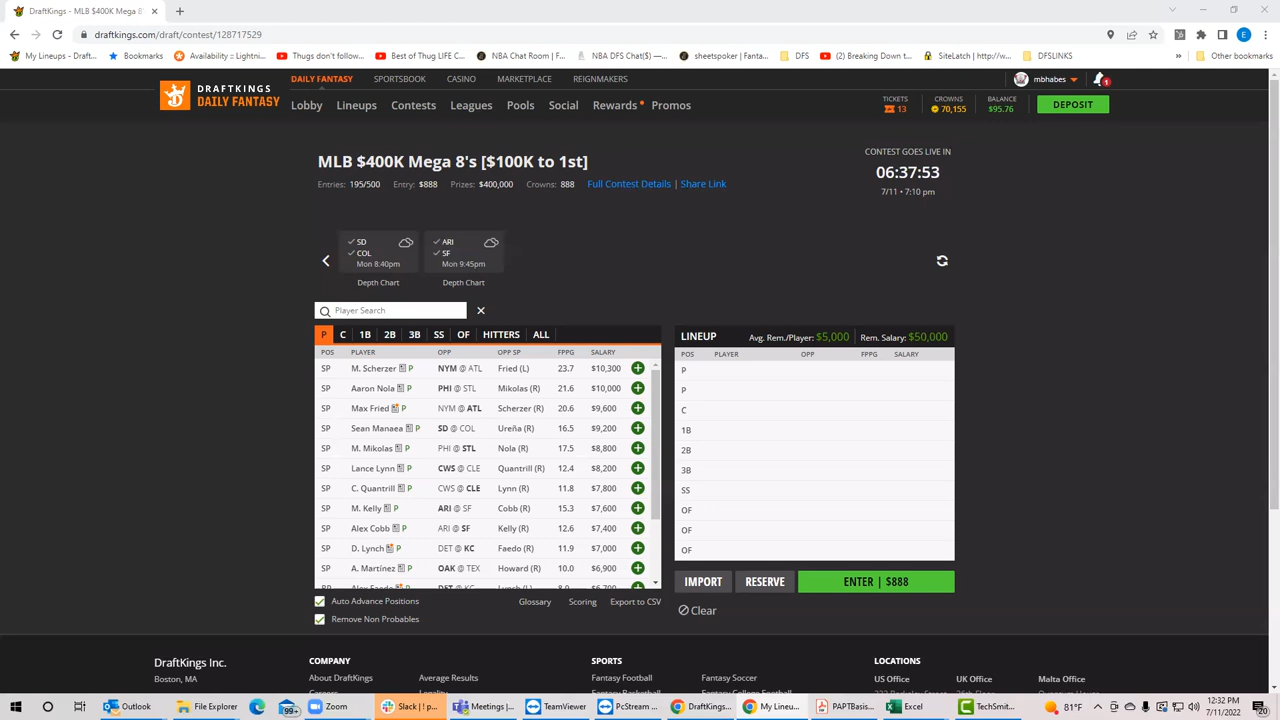 DraftKings - MLB $400K Mega 8'
draftkings.com/draft/contest/128717529
My Lineups - Draft... Bookmarks Availability :: Lightni... Thugs don't follow... Best of Thug LIFE C... NBA Chat Room | F... NBA DFS Chat($) —... sheetspoker | Fanta... DFS (2) Breaking Down t... SiteLatch | http://w... DFSLINKS » Other bookmarks
DAILY FANTASY SPORTSBOOK CASINO MARKETPLACE REIGNMAKERS mbhabes 1
DRAFTKINGS
DAILY FANTASY
Lobby Lineups Contests Leagues Pools Social Rewards Promos
TICKETS CROWNS BALANCE
13 70,155 $95.76 DEPOSIT
MLB $400K Mega 8's [$100K to 1st]
Entries: 195/500 Entry: $888 Prizes: $400,000 Crowns: 888 Full Contest Details | Share Link
CONTEST GOES LIVE IN
06:37:53
7/11 • 7:10 pm
SD
COL
Mon 8:40pm
Depth Chart
ARI
SF
Mon 9:45pm
Depth Chart
Player Search
P C 1B 2B 3B SS OF HITTERS ALL
POS PLAYER OPP OPP SP FPPG SALARY
SP M. Scherzer P NYM @ ATL Fried (L) 23.7 $10,300
SP Aaron Nola P PHI @ STL Mikolas (R) 21.6 $10,000
SP Max Fried P NYM @ ATL Scherzer (R) 20.6 $9,600
SP Sean Manaea P SD @ COL Ureña (R) 16.5 $9,200
SP M. Mikolas P PHI @ STL Nola (R) 17.5 $8,800
SP Lance Lynn P CWS @ CLE Quantrill (R) 12.4 $8,200
SP C. Quantrill P CWS @ CLE Lynn (R) 11.8 $7,800
SP M. Kelly P ARI @ SF Cobb (R) 15.3 $7,600
SP Alex Cobb P ARI @ SF Kelly (R) 12.6 $7,400
SP D. Lynch P DET @ KC Faedo (R) 11.9 $7,000
SP A. Martínez P OAK @ TEX Howard (R) 10.0 $6,900
LINEUP Avg. Rem./Player: $5,000 Rem. Salary: $50,000
POS PLAYER OPP FPPG SALARY
P
P
C
1B
2B
3B
SS
OF
OF
OF
IMPORT RESERVE ENTER | $888
Clear
Auto Advance Positions Glossary Scoring Export to CSV
Remove Non Probables
DraftKings Inc.
Boston, MA
COMPANY
About DraftKings Average Results
SPORTS
Fantasy Football Fantasy Soccer
LOCATIONS
US Office UK Office Malta Office
Outlook File Explorer 99+ Zoom Slack | ! p... Meetings |... TeamViewer PcStream ... DraftKings... My Lineu... PAPTBasis... Excel TechSmit... 81°F
12:32 PM
7/11/2022
20